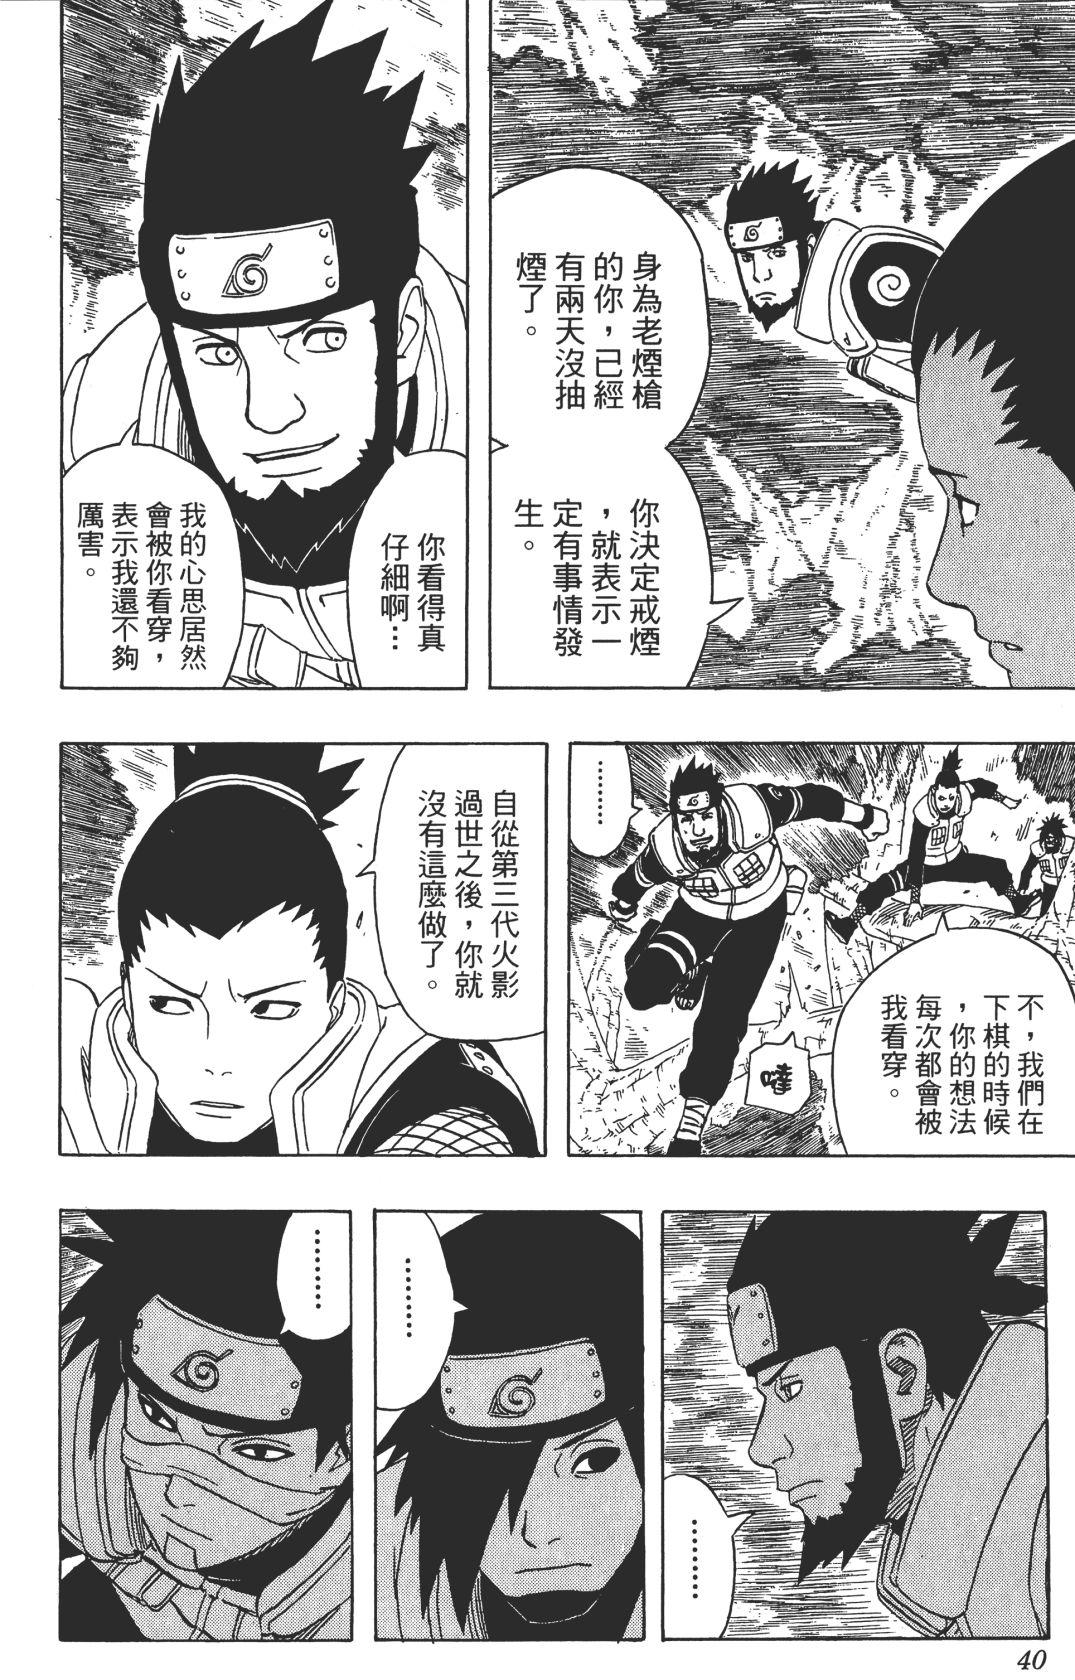 身為老煙槍
的你，已經
有兩天沒抽
煙了。
你決定戒煙
，就表示一
定有事情發
生。
你看得真
仔細啊…
我的心思居然
會被你看穿，
表示我還不夠
厲害。
不，我們在
下棋的時候
，你的想法
每次都會被
我看穿。
噠
………
自從第三代火影
過世之後，你就
沒有這麼做了。
………
………
………
40